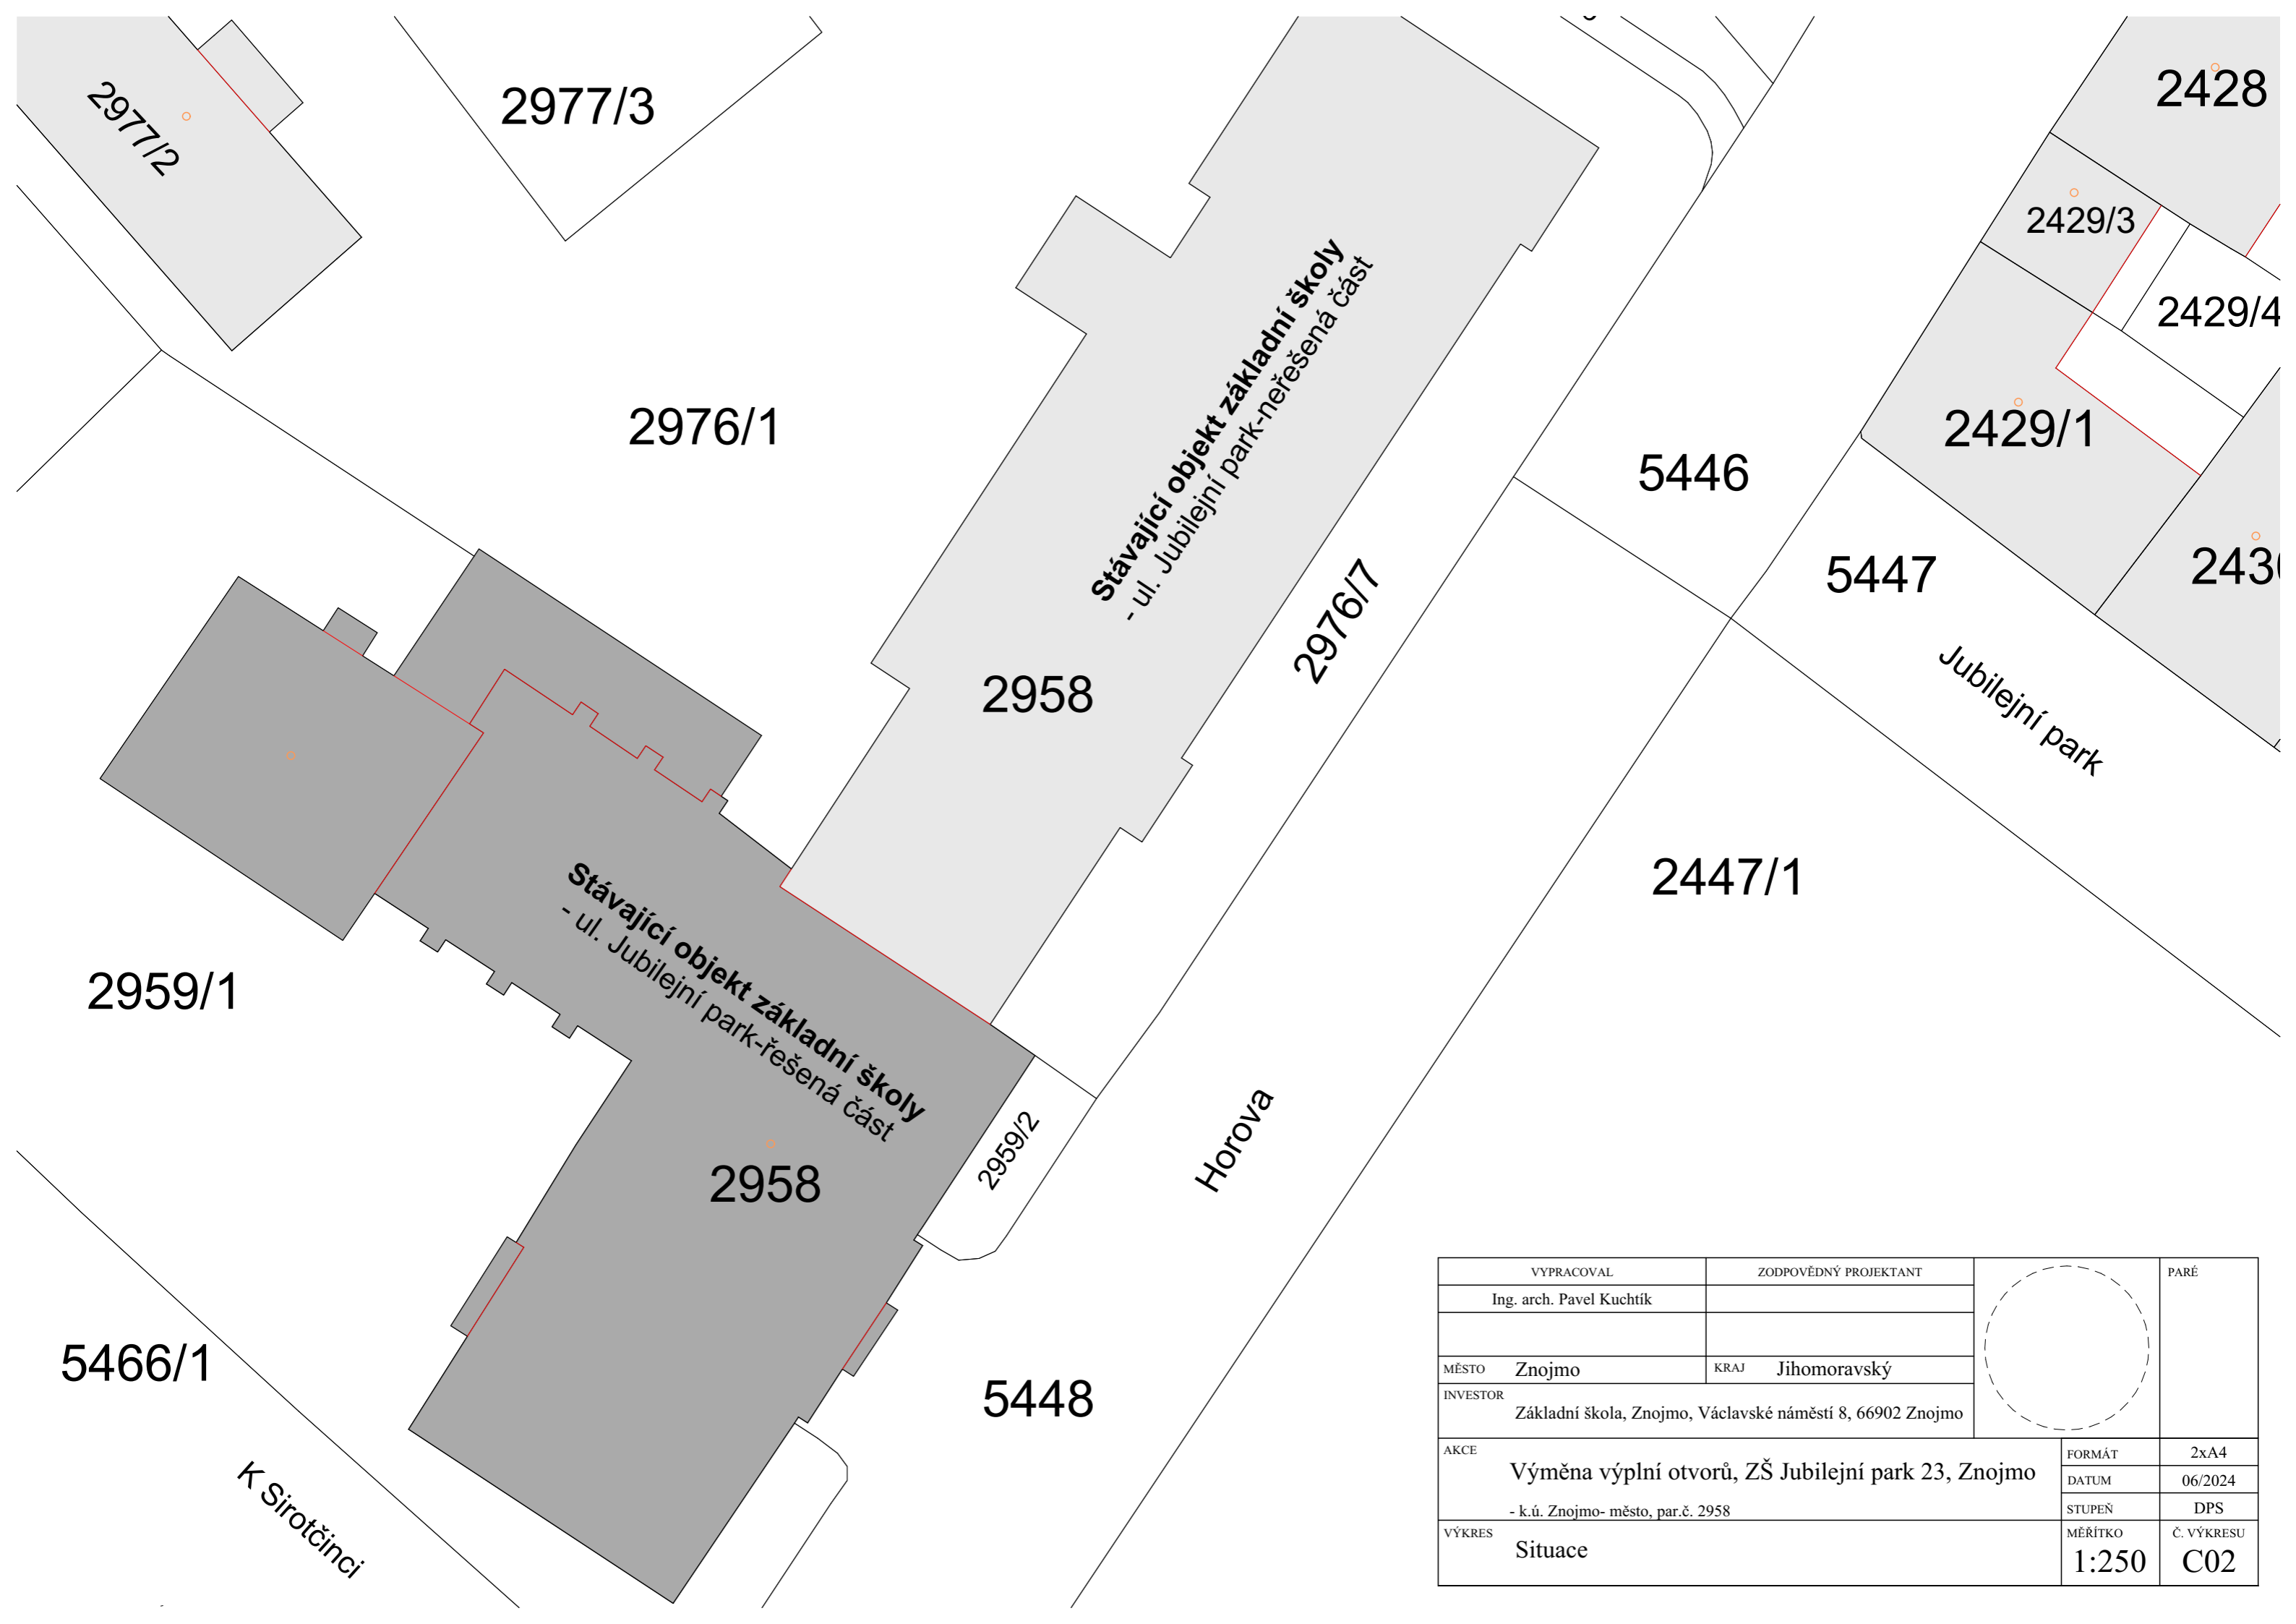 2977/2
2977/3
2428
2429/3
2429/4
2976/1
2429/1
5446
5447
Stávající objekt základní školy
- ul. Jubilejní park-neřešená část
2976/7
2958
Jubilejní park
2447/1
Stávající objekt základní školy
- ul. Jubilejní park-řešená část
2959/1
2958
2959/2
Horova
5466/1
5448
K Sirotčinci
VYPRACOVAL
ZODPOVĚDNÝ PROJEKTANT
PARÉ
Ing. arch. Pavel Kuchtík
MĚSTO Znojmo
KRAJ Jihomoravský
INVESTOR
Základní škola, Znojmo, Václavské náměstí 8, 66902 Znojmo
AKCE
Výměna výplní otvorů, ZŠ Jubilejní park 23, Znojmo
- k.ú. Znojmo- město, par.č. 2958
FORMÁT 2xA4
DATUM 06/2024
STUPEŇ DPS
VÝKRES
Situace
MĚŘÍTKO
1:250
Č. VÝKRESU
C02